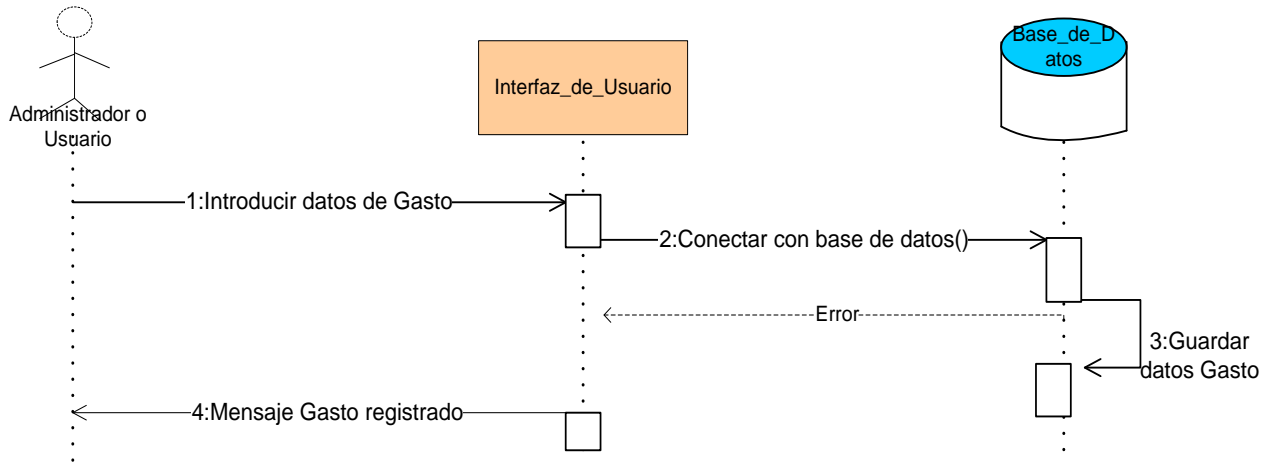 Base_de_D
atos
Interfaz_de_Usuario
Administrador o
Usuario
1:Introducir datos de Gasto
2:Conectar con base de datos()
Error
3:Guardar
datos Gasto
4:Mensaje Gasto registrado